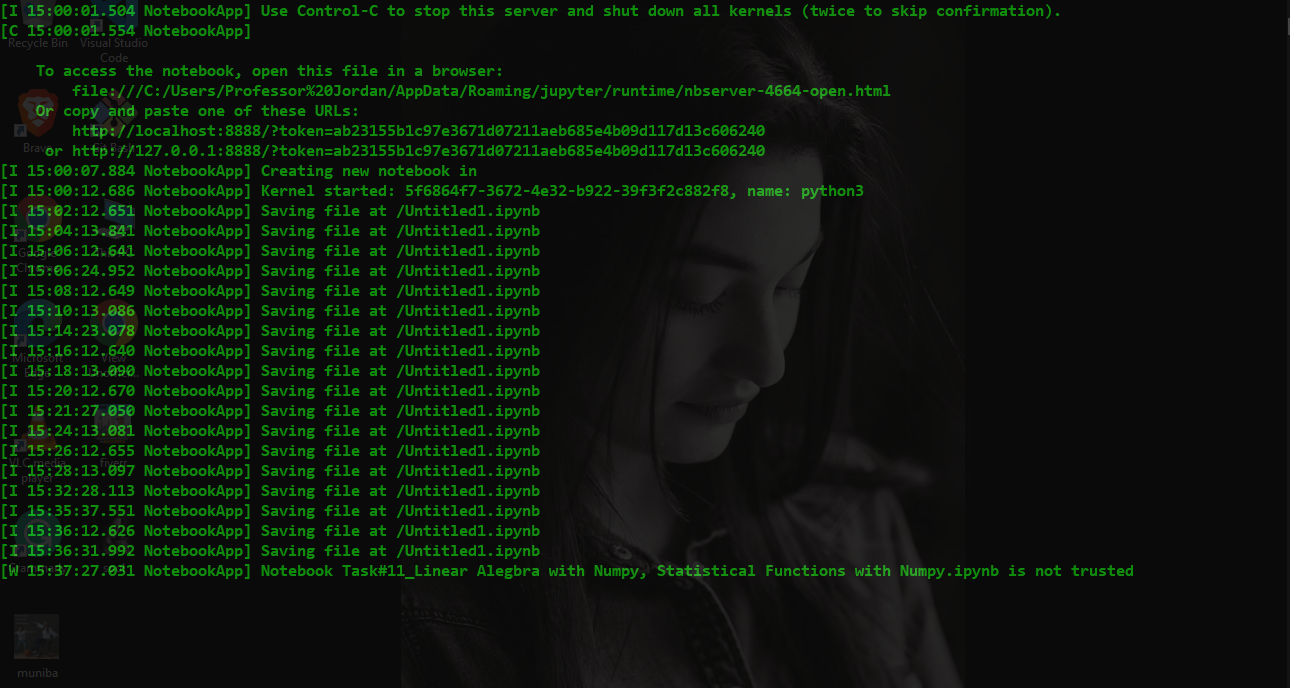 [I 15:00:01.504 NotebookApp] Use Control-C to stop this server and shut down all kernels (twice to skip confirmation).
[C 15:00:01.554 NotebookApp]
Recycle Bin Visual Studio Code
To access the notebook, open this file in a browser:
file:///C:/Users/Professor%20Jordan/AppData/Roaming/jupyter/runtime/nbserver-4664-open.html
Or copy and paste one of these URLs:
http://localhost:8888/?token=ab23155b1c97e3671d07211aeb685e4b09d117d13c606240
or http://127.0.0.1:8888/?token=ab23155b1c97e3671d07211aeb685e4b09d117d13c606240
[I 15:00:07.884 NotebookApp] Creating new notebook in
[I 15:00:12.686 NotebookApp] Kernel started: 5f6864f7-3672-4e32-b922-39f3f2c882f8, name: python3
[I 15:02:12.651 NotebookApp] Saving file at /Untitled1.ipynb
[I 15:04:13.841 NotebookApp] Saving file at /Untitled1.ipynb
[I 15:06:12.641 NotebookApp] Saving file at /Untitled1.ipynb
[I 15:06:24.952 NotebookApp] Saving file at /Untitled1.ipynb
[I 15:08:12.649 NotebookApp] Saving file at /Untitled1.ipynb
[I 15:10:13.086 NotebookApp] Saving file at /Untitled1.ipynb
[I 15:14:23.078 NotebookApp] Saving file at /Untitled1.ipynb
[I 15:16:12.640 NotebookApp] Saving file at /Untitled1.ipynb
Microsoft View
[I 15:18:13.090 NotebookApp] Saving file at /Untitled1.ipynb
[I 15:20:12.670 NotebookApp] Saving file at /Untitled1.ipynb
[I 15:21:27.050 NotebookApp] Saving file at /Untitled1.ipynb
[I 15:24:13.081 NotebookApp] Saving file at /Untitled1.ipynb
[I 15:26:12.655 NotebookApp] Saving file at /Untitled1.ipynb
VLC media player
[I 15:28:13.097 NotebookApp] Saving file at /Untitled1.ipynb
[I 15:32:28.113 NotebookApp] Saving file at /Untitled1.ipynb
[I 15:35:37.551 NotebookApp] Saving file at /Untitled1.ipynb
[I 15:36:12.626 NotebookApp] Saving file at /Untitled1.ipynb
[I 15:36:31.992 NotebookApp] Saving file at /Untitled1.ipynb
[W 15:37:27.031 NotebookApp] Notebook Task#11_Linear Alegbra with Numpy, Statistical Functions with Numpy.ipynb is not trusted
muniba